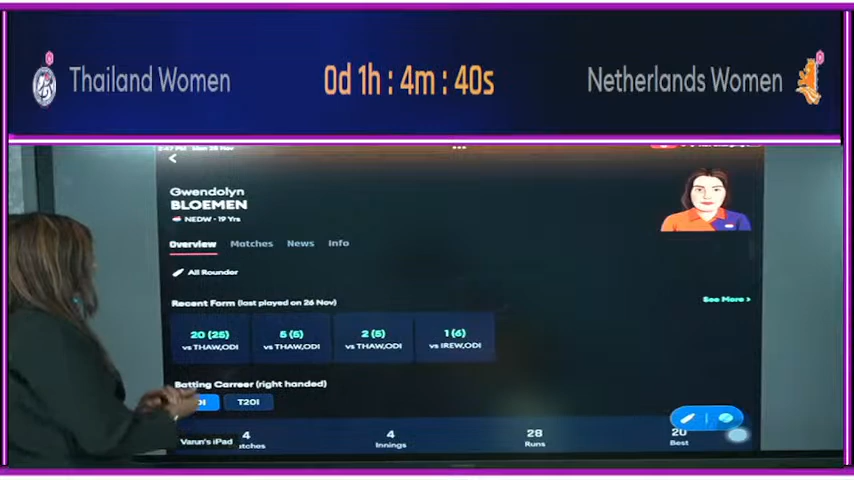 Thailand Women
0d 1h : 4m : 40s
Netherlands Women
Gwendolyn
BLOEMEN
NEDW - 19 Yrs
Overview Matches News Info
All Rounder
Recent Form (last played on 26 Nov)
See More >
20 (25) 5 (5) 2 (5) 1 (6)
vs THAW,ODI vs THAW,ODI vs THAW,ODI vs IREW,ODI
Batting Carreer (right handed)
T20I
4 4 28 20
Innings Runs Best
Varun's iPad